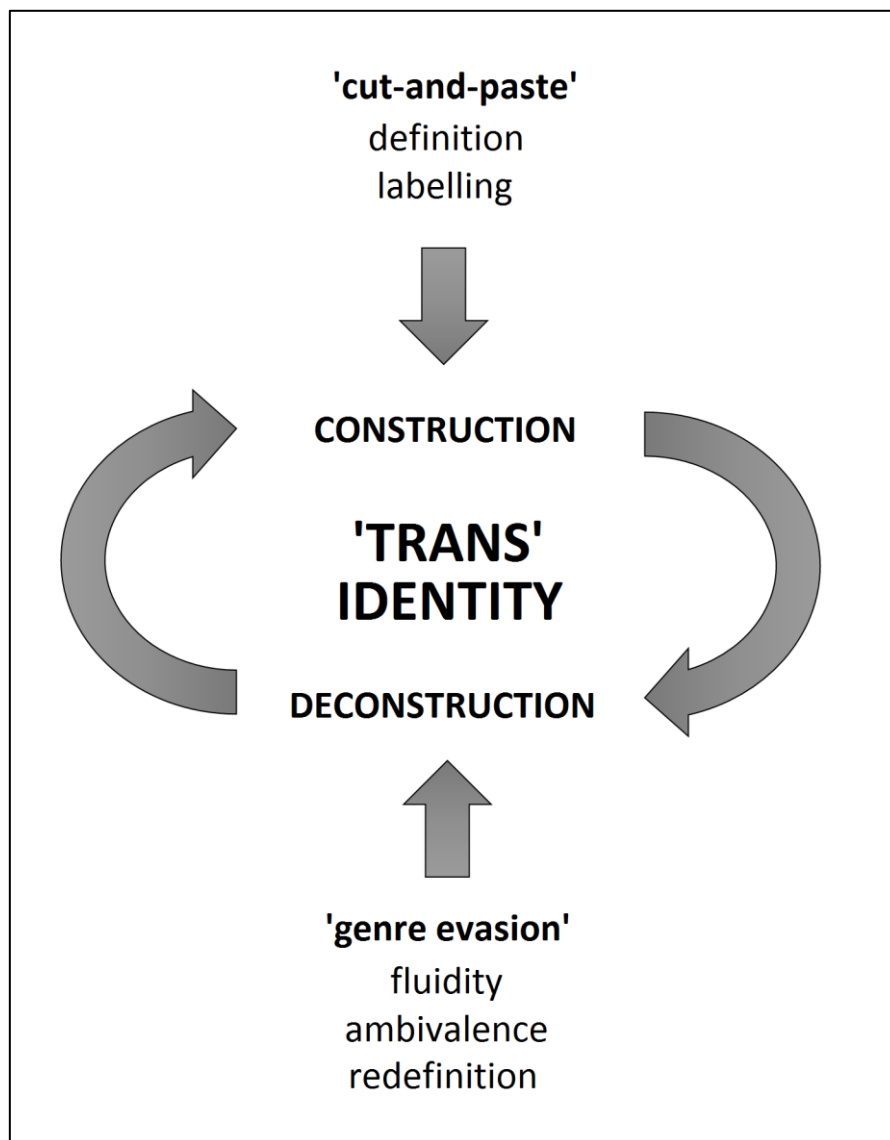 'cut-and-paste'
definition
labelling
CONSTRUCTION
'TRANS'
IDENTITY
DECONSTRUCTION
'genre evasion'
fluidity
ambivalence
redefinition